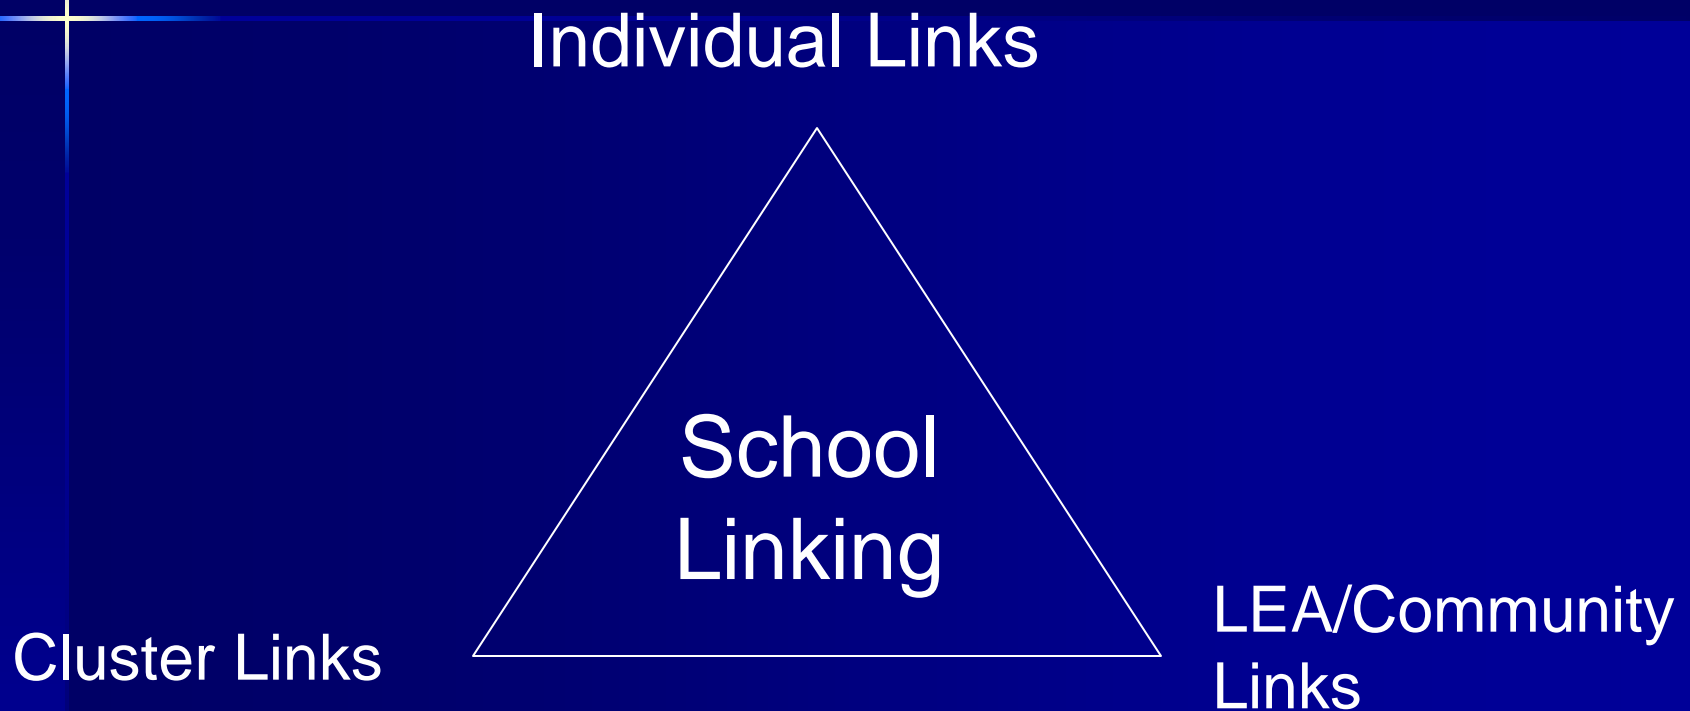 Individual Links
School
Linking
Cluster Links
LEA/Community
Links